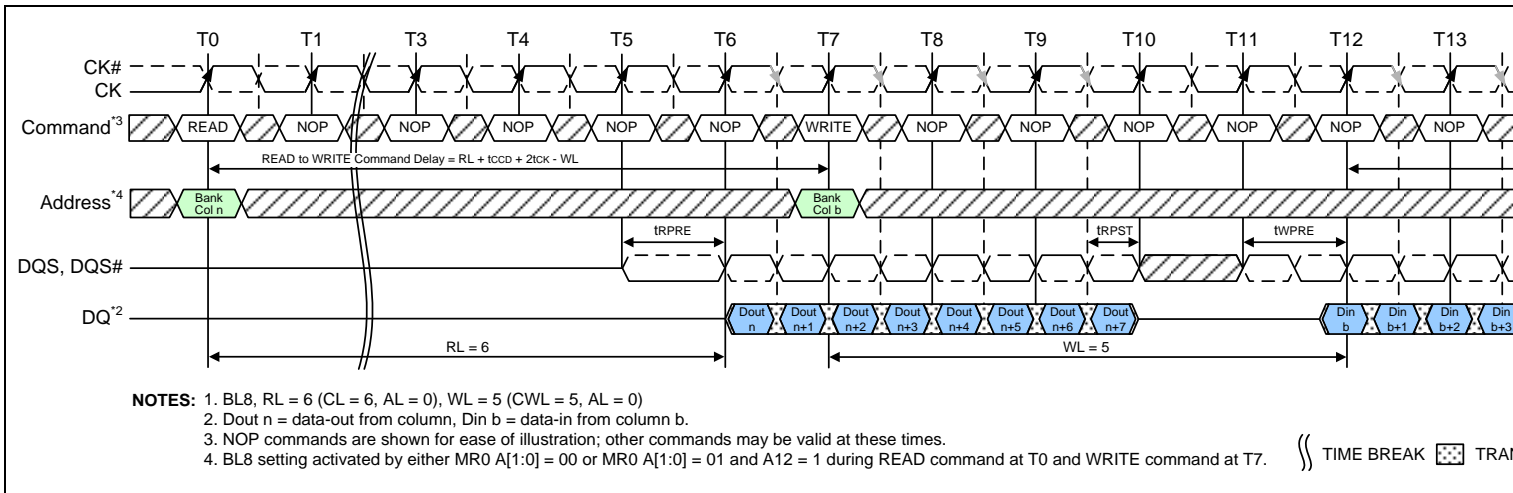 T0 T1 T3 T4 T5 T6 T7 T8 T9 T10 T11 T12 T13
CK#
CK
Command*3 READ NOP NOP NOP NOP NOP WRITE NOP NOP NOP NOP NOP NOP
READ to WRITE Command Delay = RL + tCCD + 2tCK - WL
Address*4 Bank Col n Bank Col b
tRPRE tRPST tWPRE
DQS, DQS#
DQ*2 Dout n Dout n+1 Dout n+2 Dout n+3 Dout n+4 Dout n+5 Dout n+6 Dout n+7 Din b Din b+1 Din b+2 Din b+3
RL = 6 WL = 5
NOTES: 1. BL8, RL = 6 (CL = 6, AL = 0), WL = 5 (CWL = 5, AL = 0)
2. Dout n = data-out from column, Din b = data-in from column b.
3. NOP commands are shown for ease of illustration; other commands may be valid at these times.
4. BL8 setting activated by either MR0 A[1:0] = 00 or MR0 A[1:0] = 01 and A12 = 1 during READ command at T0 and WRITE command at T7.
TIME BREAK TRAN